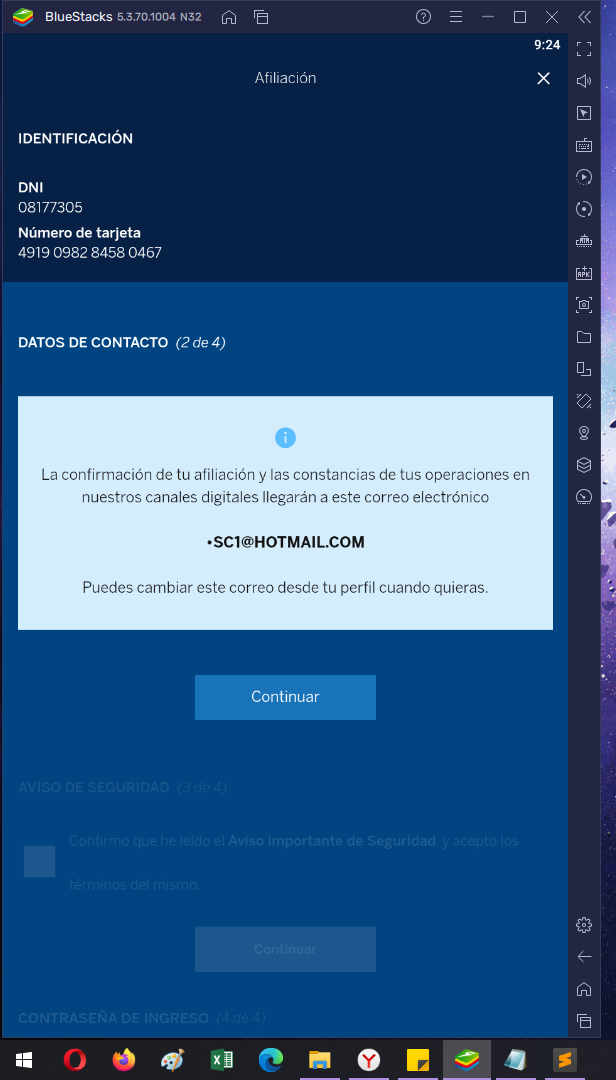 BlueStacks 5.3.70.1004 N32
9:24
Afiliación
IDENTIFICACIÓN
DNI
08177305
Número de tarjeta
4919 0982 8458 0467
DATOS DE CONTACTO (2 de 4)
La confirmación de tu afiliación y las constancias de tus operaciones en
nuestros canales digitales llegarán a este correo electrónico
•SC1@HOTMAIL.COM
Puedes cambiar este correo desde tu perfil cuando quieras.
Continuar
AVISO DE SEGURIDAD (3 de 4)
Confirmo que he leído el Aviso importante de Seguridad y acepto los
términos del mismo.
Continuar
CONTRASEÑA DE INGRESO (4 de 4)